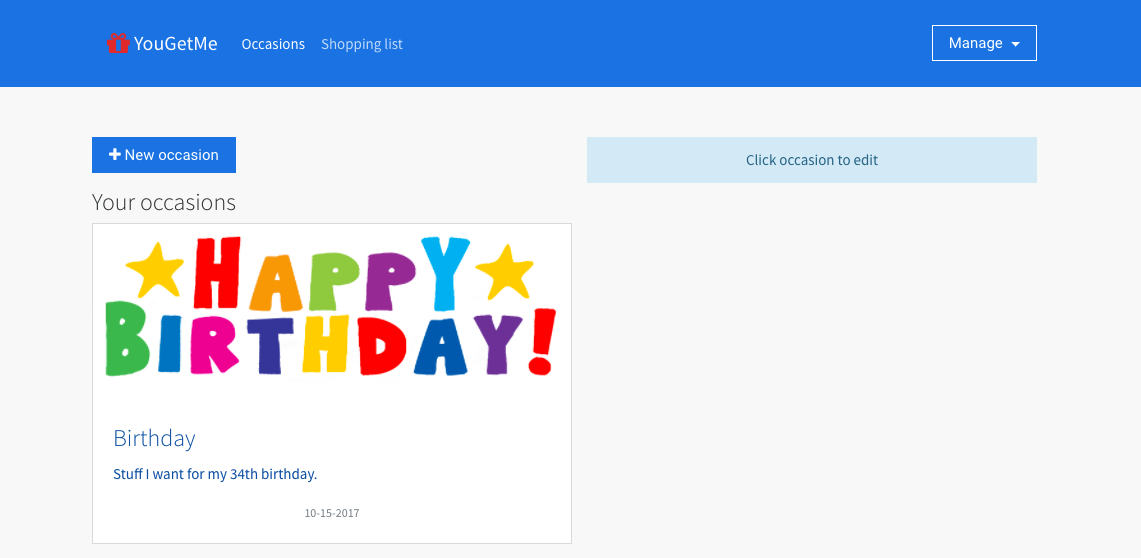 YouGetMe Occasions Shopping list Manage
New occasion
Click occasion to edit
Your occasions
HAPPY
BIRTHDAY!
Birthday
Stuff I want for my 34th birthday.
10-15-2017